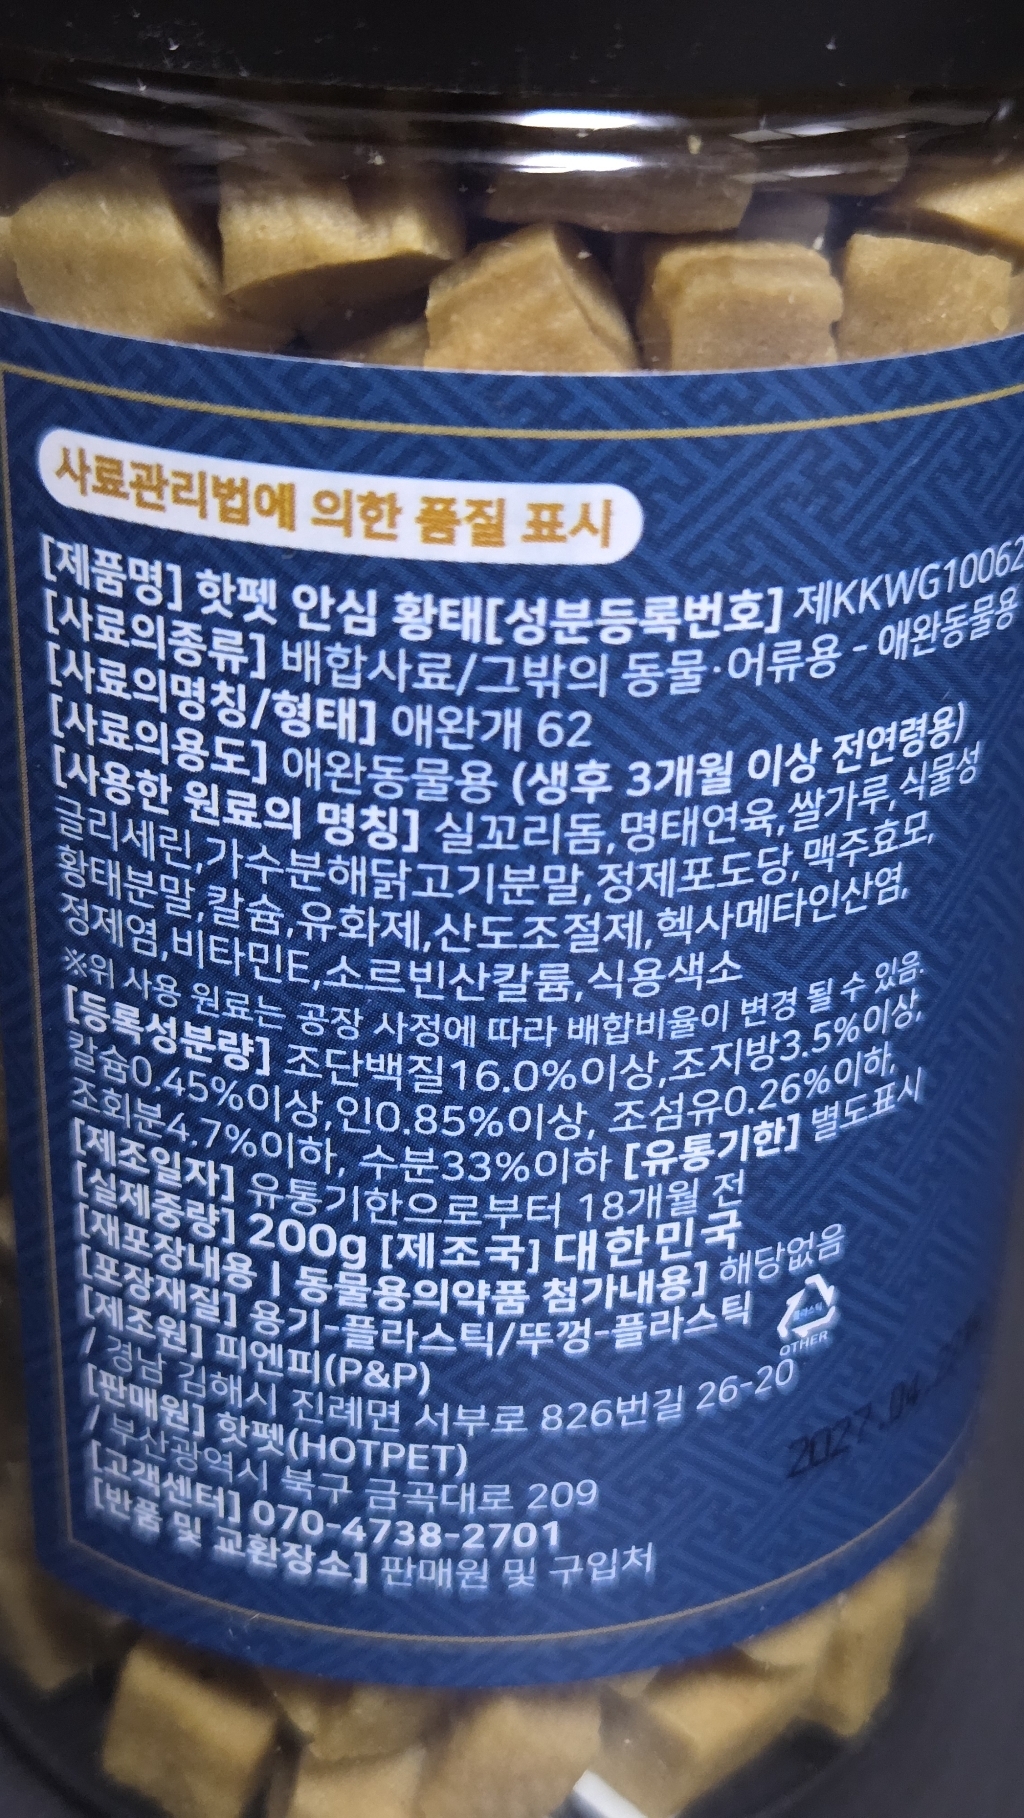 사료관리법에 의한 품질 표시
[제품명] 핫펫 안심 황태[성분등록번호] 제KKWG10062
[사료의종류] 배합사료/그밖의 동물·어류용 - 애완동물용
[사료의명칭/형태] 애완개 62
[사료의용도] 애완동물용 (생후 3개월 이상 전연령용)
[사용한 원료의 명칭] 실꼬리돔,명태연육,쌀가루,식물성
글리세린,가수분해닭고기분말,정제포도당,맥주효모,
황태분말,칼슘,유화제,산도조절제,헥사메타인산염,
정제염,비타민E,소르빈산칼륨,식용색소
※위 사용 원료는 공장 사정에 따라 배합비율이 변경 될 수 있음.
[등록성분량] 조단백질16.0%이상,조지방3.5%이상,
칼슘0.45%이상,인0.85%이상, 조섬유0.26%이하,
조회분4.7%이하, 수분33%이하 [유통기한] 별도표시
[제조일자] 유통기한으로부터 18개월 전
[실제중량] 200g [제조국] 대한민국
[재포장내용 | 동물용의약품 첨가내용] 해당없음
[포장재질] 용기-플라스틱/뚜껑-플라스틱
플라스틱
OTHER
[제조원] 피엔피(P&P)
/ 경남 김해시 진례면 서부로 826번길 26-20
[판매원] 핫펫(HOTPET)
/ 부산광역시 북구 금곡대로 209
[고객센터] 070-4738-2701
[반품 및 교환장소] 판매원 및 구입처
2027.04.